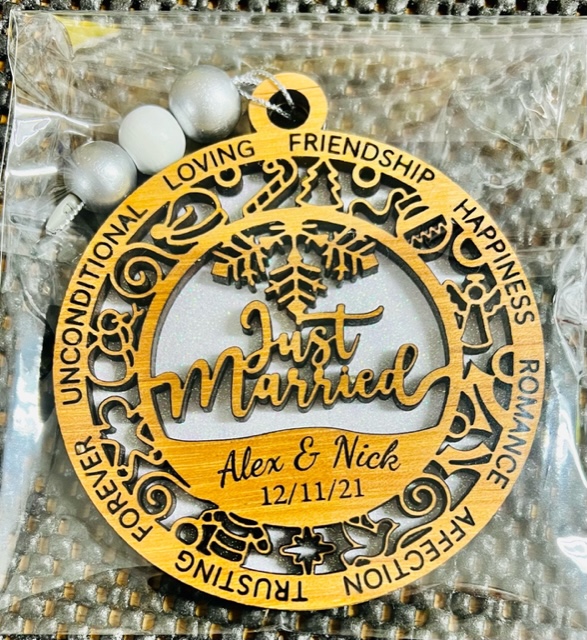 LOVING FRIENDSHIP HAPPINESS ROMANCE AFFECTION TRUSTING FOREVER UNCONDITIONAL
Just
Married
Alex & Nick
12/11/21